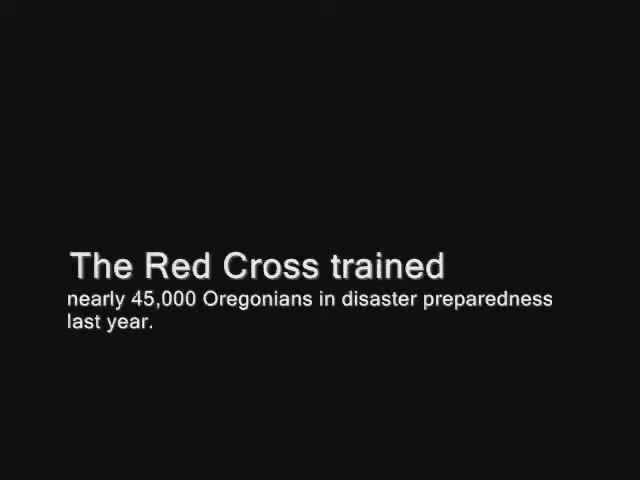 The Red Cross trained
nearly 45,000 Oregonians in disaster preparedness
last year.